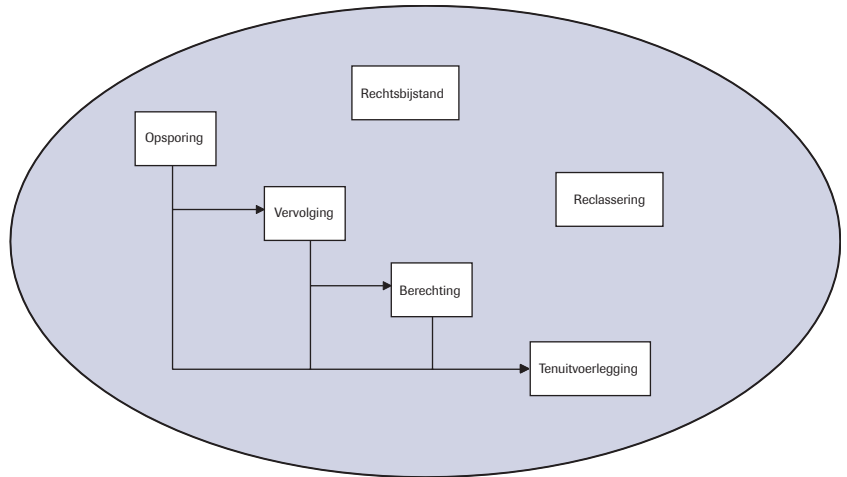 Rechtsbijstand
Opsporing
Reclassering
Vervolging
Berechting
Tenuitvoerlegging